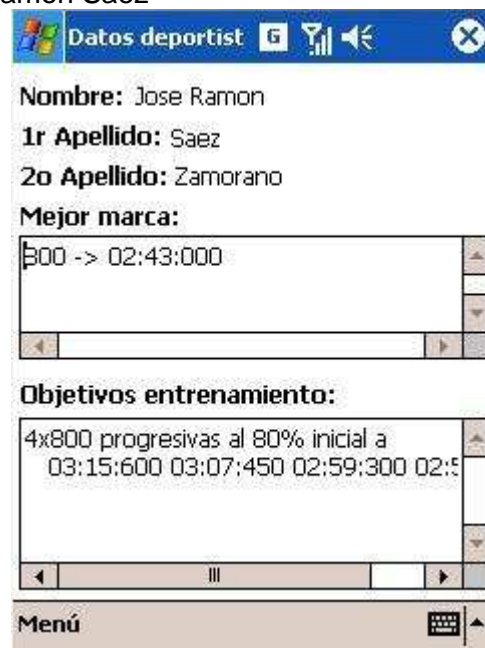 Datos deportist G
Nombre: Jose Ramon
1r Apellido: Saez
2o Apellido: Zamorano
Mejor marca:
800 -> 02:43:000
Objetivos entrenamiento:
4x800 progresivas al 80% inicial a
03:15:600 03:07:450 02:59:300
Menú